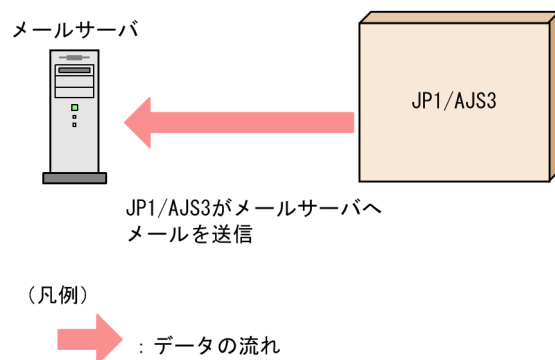 メールサーバ
JP1/AJS3
JP1/AJS3がメールサーバへ
メールを送信
(凡例)
：データの流れ